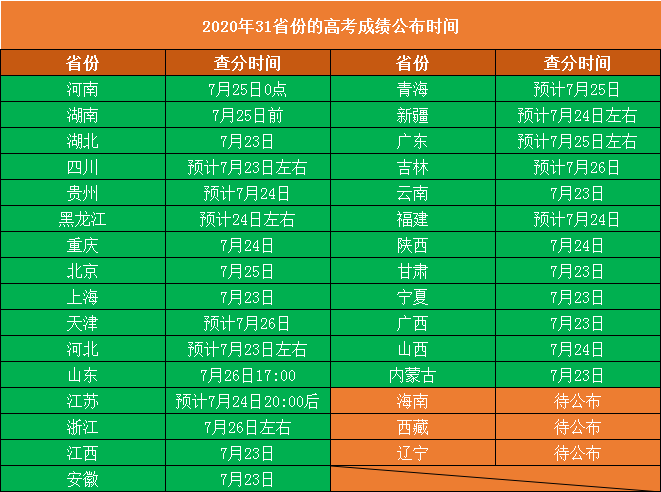 2020年31省份的高考成绩公布时间
省份 查分时间 省份 查分时间
河南 7月25日0点 青海 预计7月25日
湖南 7月25日前 新疆 预计7月24日左右
湖北 7月23日 广东 预计7月25日左右
四川 预计7月23日左右 吉林 预计7月26日
贵州 预计7月24日 云南 7月23日
黑龙江 预计24日左右 福建 预计7月24日
重庆 7月24日 陕西 7月24日
北京 7月25日 甘肃 7月23日
上海 7月23日 宁夏 7月23日
天津 预计7月26日 广西 7月23日
河北 预计7月23日左右 山西 7月24日
山东 7月26日17:00 内蒙古 7月23日
江苏 预计7月24日20:00后 海南 待公布
浙江 7月26日左右 西藏 待公布
江西 7月23日 辽宁 待公布
安徽 7月23日